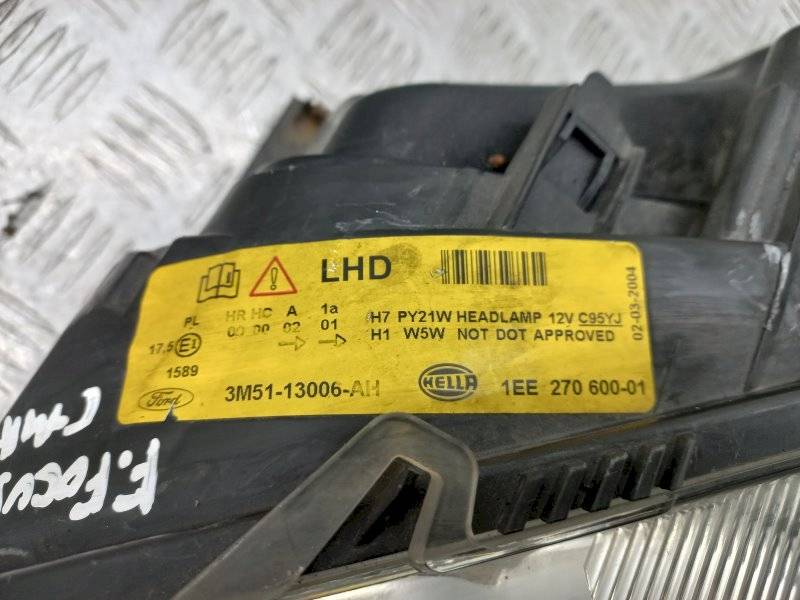 LHD
02-03-2004
PL HR HC A 1a
00 00 02 01
17,5 E1
1589
H7 PY21W HEADLAMP 12V C95YJ
H1 W5W NOT DOT APPROVED
Ford
3M51-13006-AH
HELLA
1EE 270 600-01
F.FOCUS